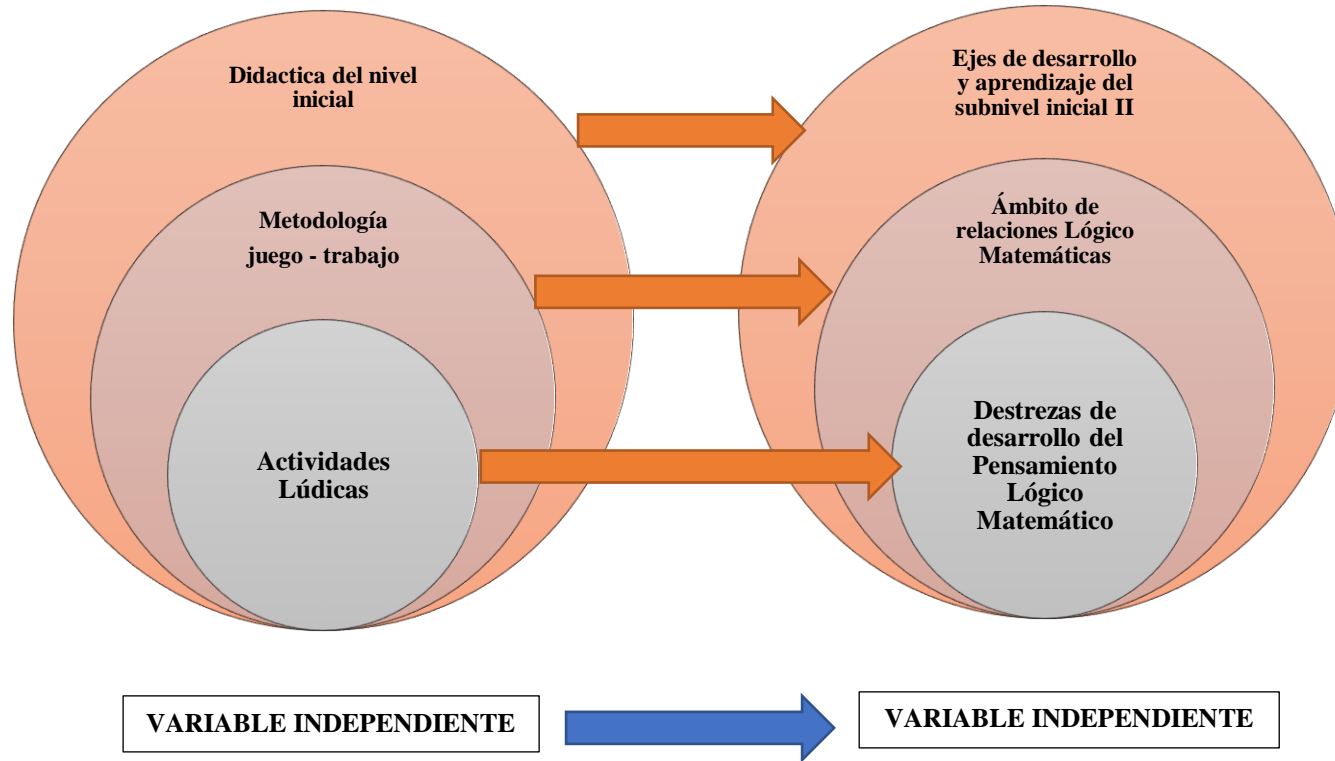 Didactica del nivel
inicial
Metodología
juego - trabajo
Actividades
Lúdicas
Ejes de desarrollo
y aprendizaje del
subnivel inicial II
Ámbito de
relaciones Lógico
Matemáticas
Destrezas de
desarrollo del
Pensamiento
Lógico
Matemático
VARIABLE INDEPENDIENTE
VARIABLE INDEPENDIENTE